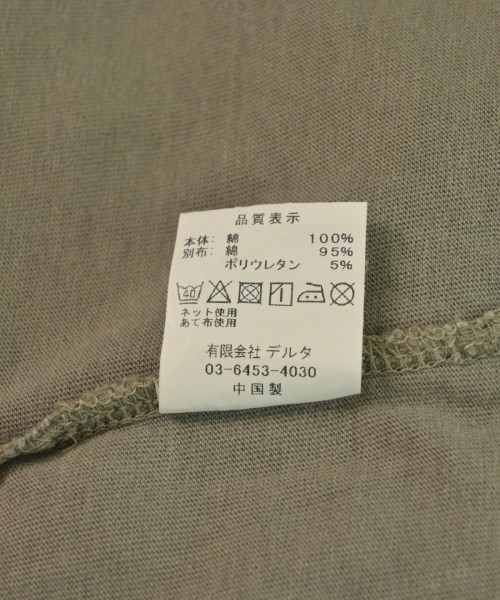 品質表示
本体: 綿 100%
別布: 綿 95%
ポリウレタン 5%
40
ネット使用
あて布使用
有限会社 デルタ
03-6453-4030
中国製